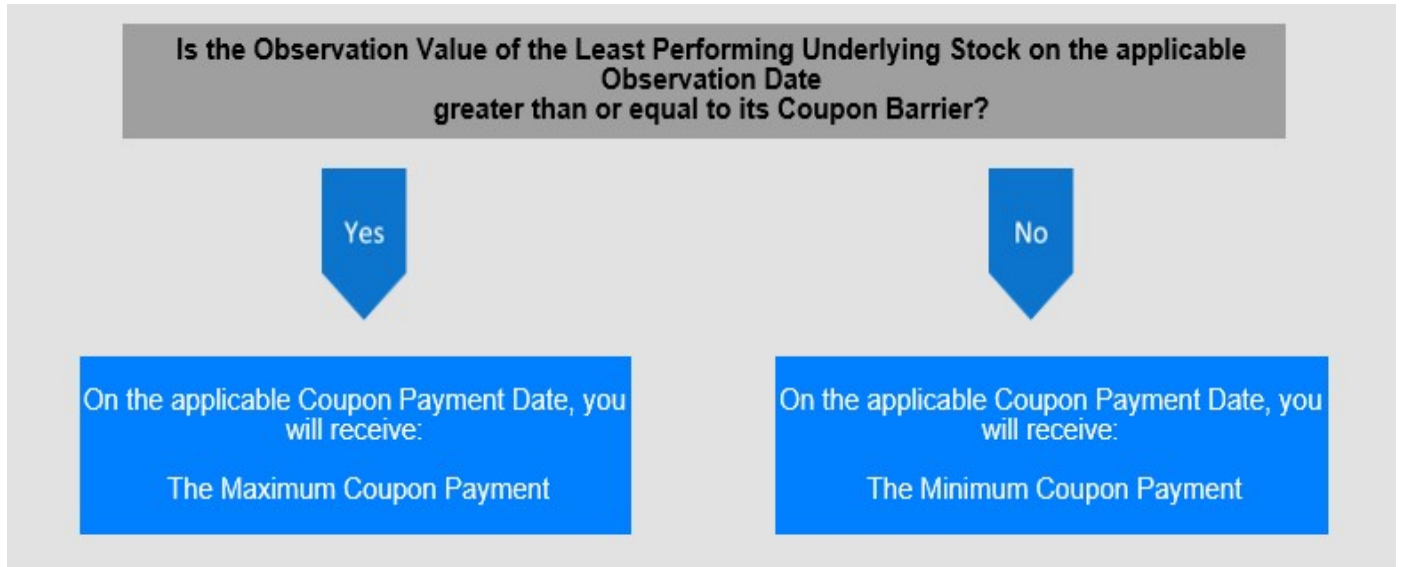 Is the Observation Value of the Least Performing Underlying Stock on the applicable
Observation Date
greater than or equal to its Coupon Barrier?
Yes
No
On the applicable Coupon Payment Date, you
will receive:
The Maximum Coupon Payment
On the applicable Coupon Payment Date, you
will receive:
The Minimum Coupon Payment